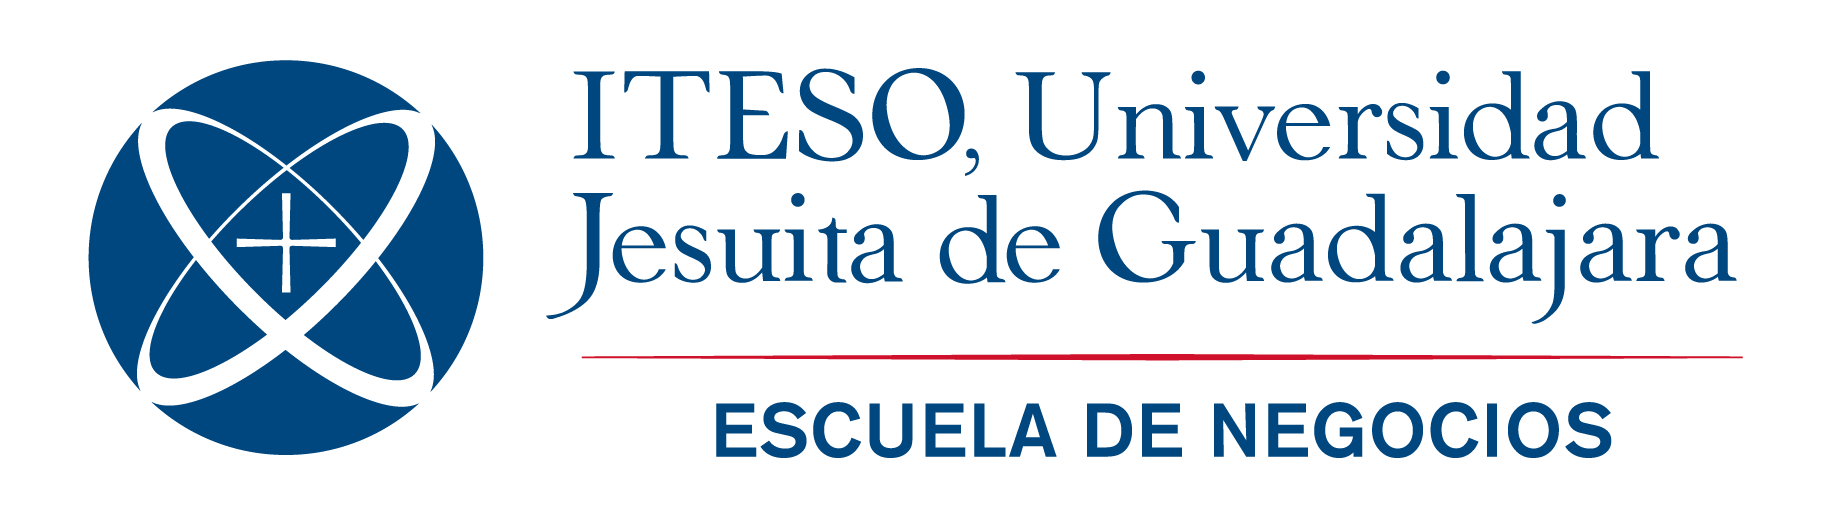 ITESO, Universidad
Jesuita de Guadalajara
ESCUELA DE NEGOCIOS